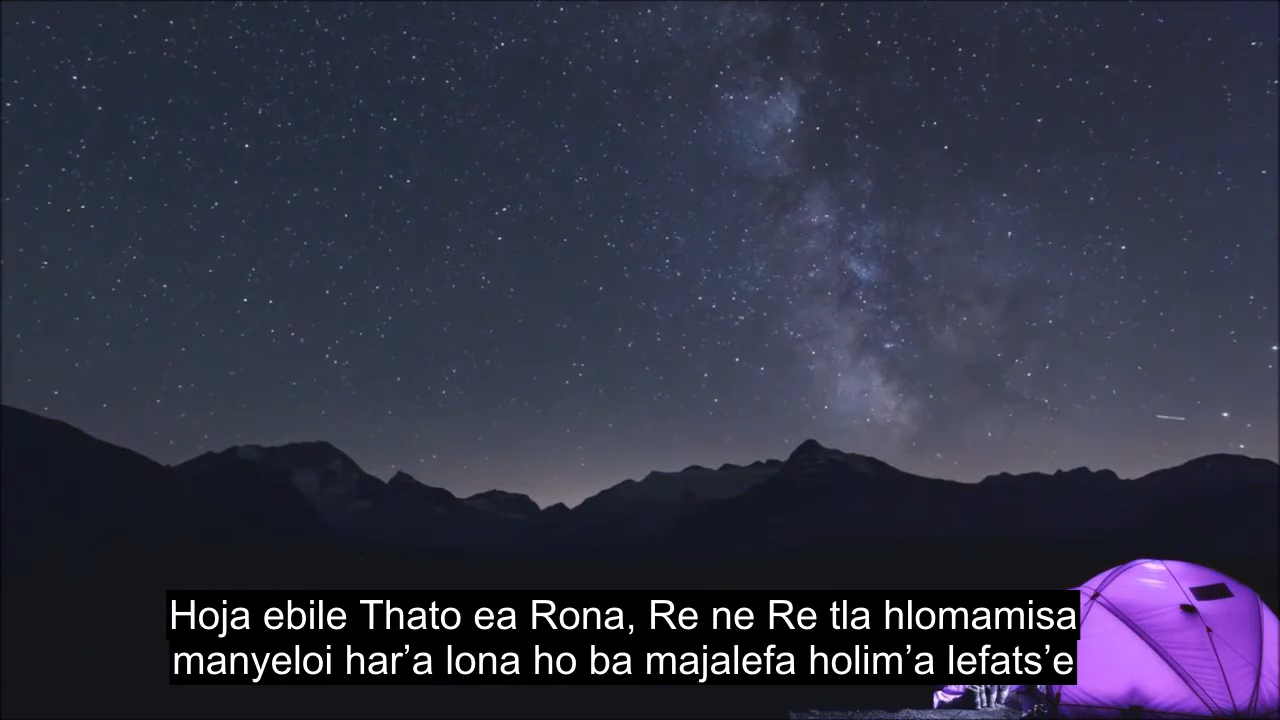 Hoja ebile Thato ea Rona, Re ne Re tla hlomamisa
manyeloi har’a lona ho ba majalefa holim’a lefats’e